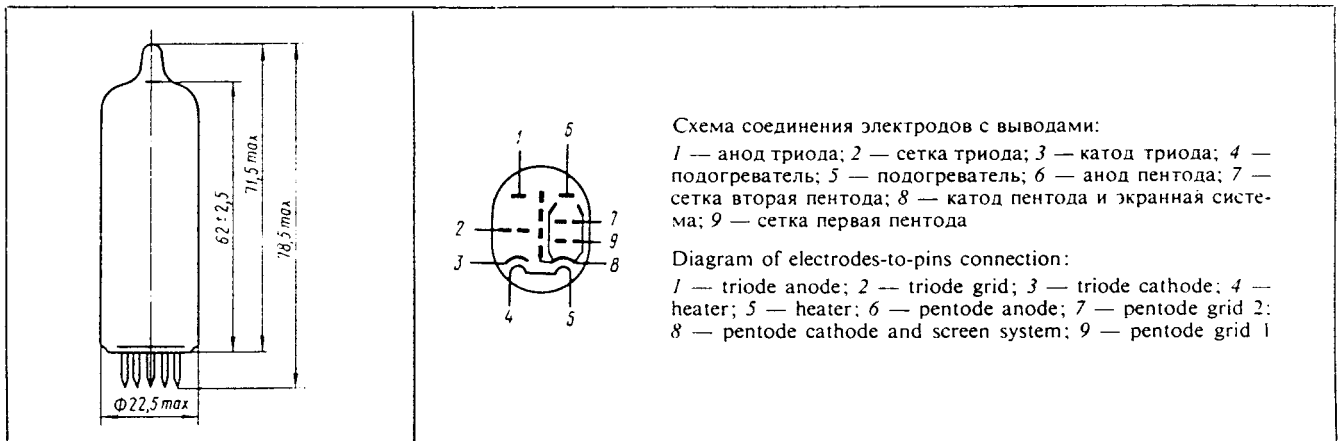 62±2,5
71,5 max
78,5 max
Ф22,5 max
1
5
2
7
9
3
8
4
5
Схема соединения электродов с выводами:
1 — анод триода; 2 — сетка триода; 3 — катод триода; 4 —
подогреватель; 5 — подогреватель; 6 — анод пентода; 7 —
сетка вторая пентода; 8 — катод пентода и экранная систе-
ма; 9 — сетка первая пентода
Diagram of electrodes-to-pins connection:
1 — triode anode; 2 — triode grid; 3 — triode cathode; 4 —
heater; 5 — heater; 6 — pentode anode; 7 — pentode grid 2:
8 — pentode cathode and screen system; 9 — pentode grid 1